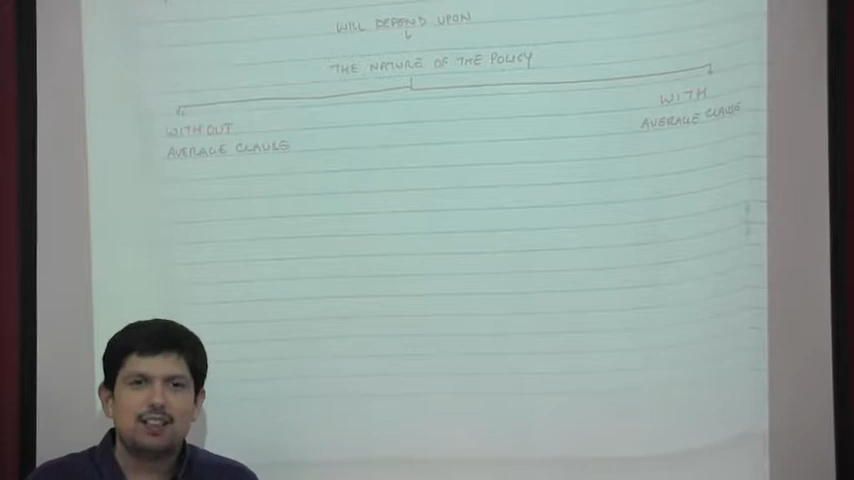 WILL DEPEND UPON
THE NATURE OF THE POLICY
WITHOUT
AVERAGE CLAUSE
WITH
AVERAGE CLAUSE